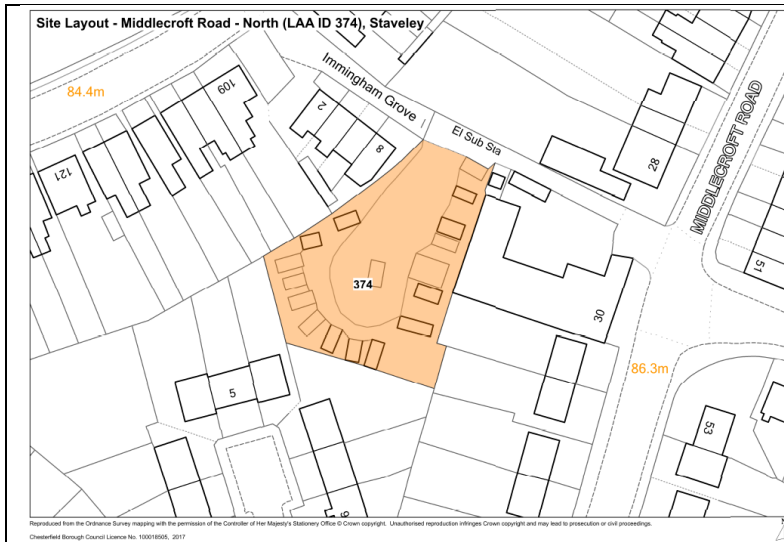 Site Layout - Middlecroft Road - North (LAA ID 374), Staveley
84.4m
109
121
Immingham Grove
2
8
El Sub Sta
28
MIDDLECROFT ROAD
51
374
30
86.3m
5
53
Reproduced from the Ordnance Survey mapping with the permission of the Controller of Her Majesty's Stationery Office © Crown copyright. Unauthorised reproduction infringes Crown copyright and may lead to prosecution or civil proceedings.
Chesterfield Borough Council Licence No. 100018505, 2017